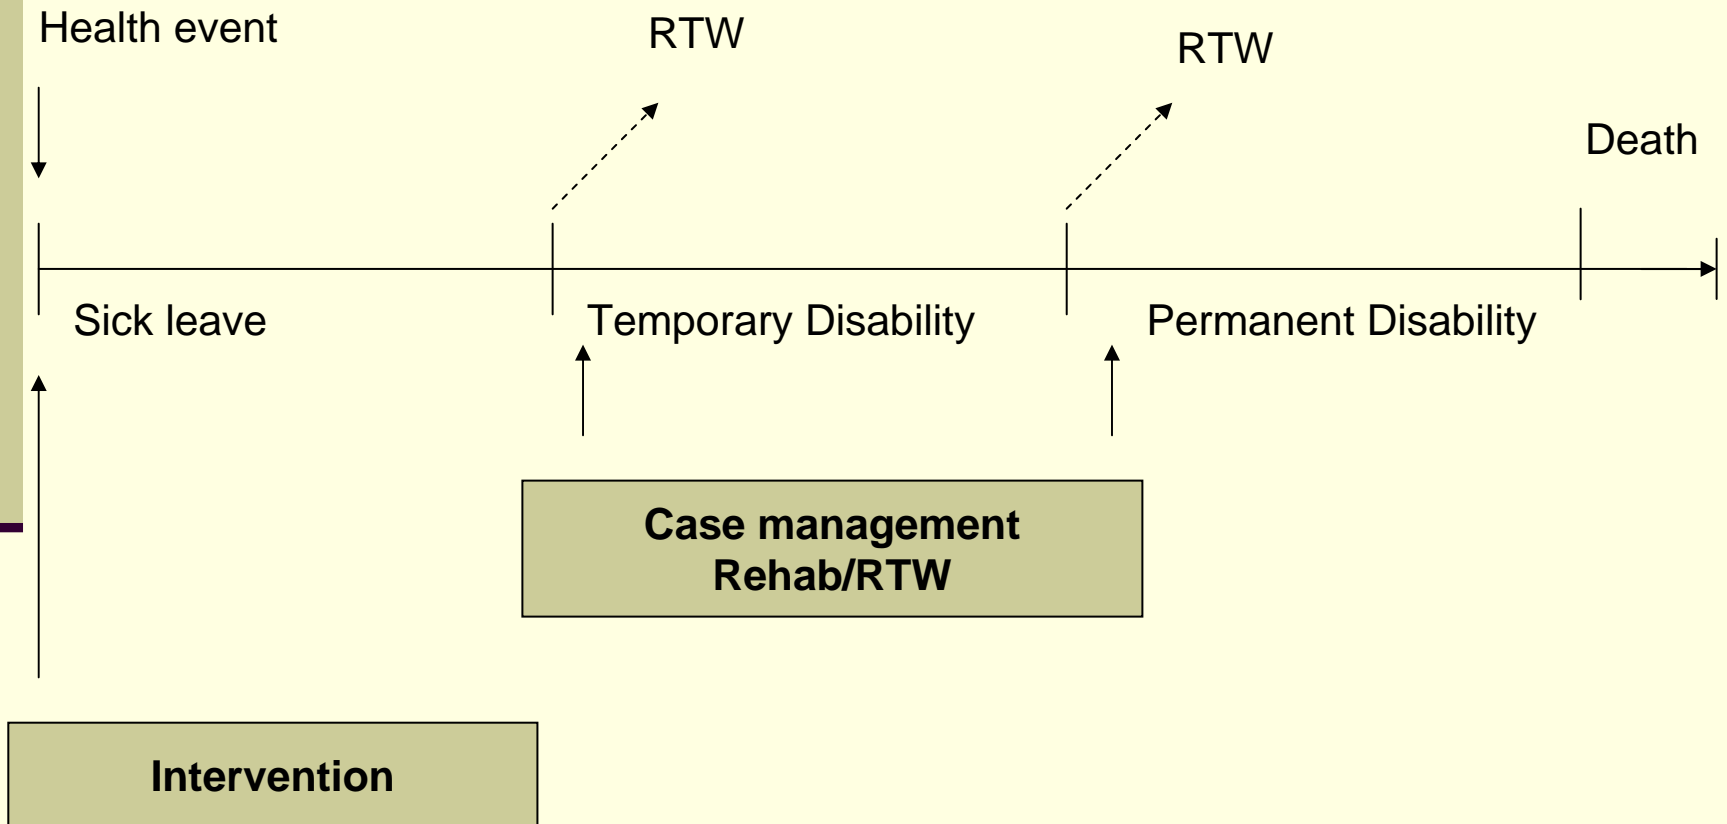 Health event
RTW
RTW
Death
Sick leave
Temporary Disability
Permanent Disability
Case management
Rehab/RTW
Intervention